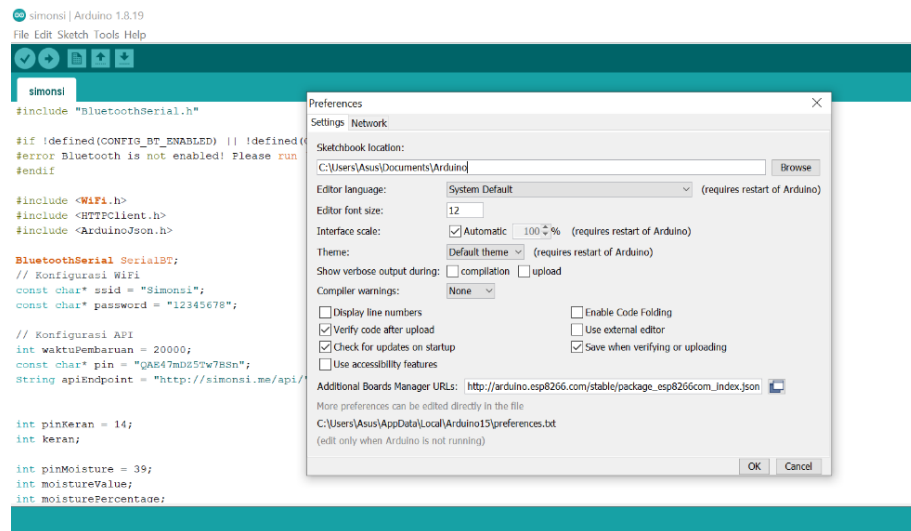 simonsi | Arduino 1.8.19
File Edit Sketch Tools Help
simonsi
#include "BluetoothSerial.h"
#if !defined(CONFIG_BT_ENABLED) || !defined(
#error Bluetooth is not enabled! Please run
#endif
#include <WiFi.h>
#include <HTTPClient.h>
#include <ArduinoJson.h>
BluetoothSerial SerialBT;
// Konfigurasi WiFi
const char* ssid = "Simonsi";
const char* password = "12345678";
// Konfigurasi API
int waktuPembaruan = 20000;
const char* pin = "QAE47mDZ5Tw7BSn";
String apiEndpoint = "http://simonsi.me/api/
int pinKeran = 14;
int keran;
int pinMoisture = 39;
int moistureValue;
int moisturePercentage;
Preferences
Settings Network
Sketchbook location:
C:\Users\Asus\Documents\Arduino
Browse
Editor language: System Default (requires restart of Arduino)
Editor font size: 12
Interface scale: Automatic 100 % (requires restart of Arduino)
Theme: Default theme (requires restart of Arduino)
Show verbose output during: compilation upload
Compiler warnings: None
Display line numbers Enable Code Folding
Verify code after upload Use external editor
Check for updates on startup Save when verifying or uploading
Use accessibility features
Additional Boards Manager URLs: http://arduino.esp8266.com/stable/package_esp8266com_index.json
More preferences can be edited directly in the file
C:\Users\Asus\AppData\Local\Arduino15\preferences.txt
(edit only when Arduino is not running)
OK Cancel